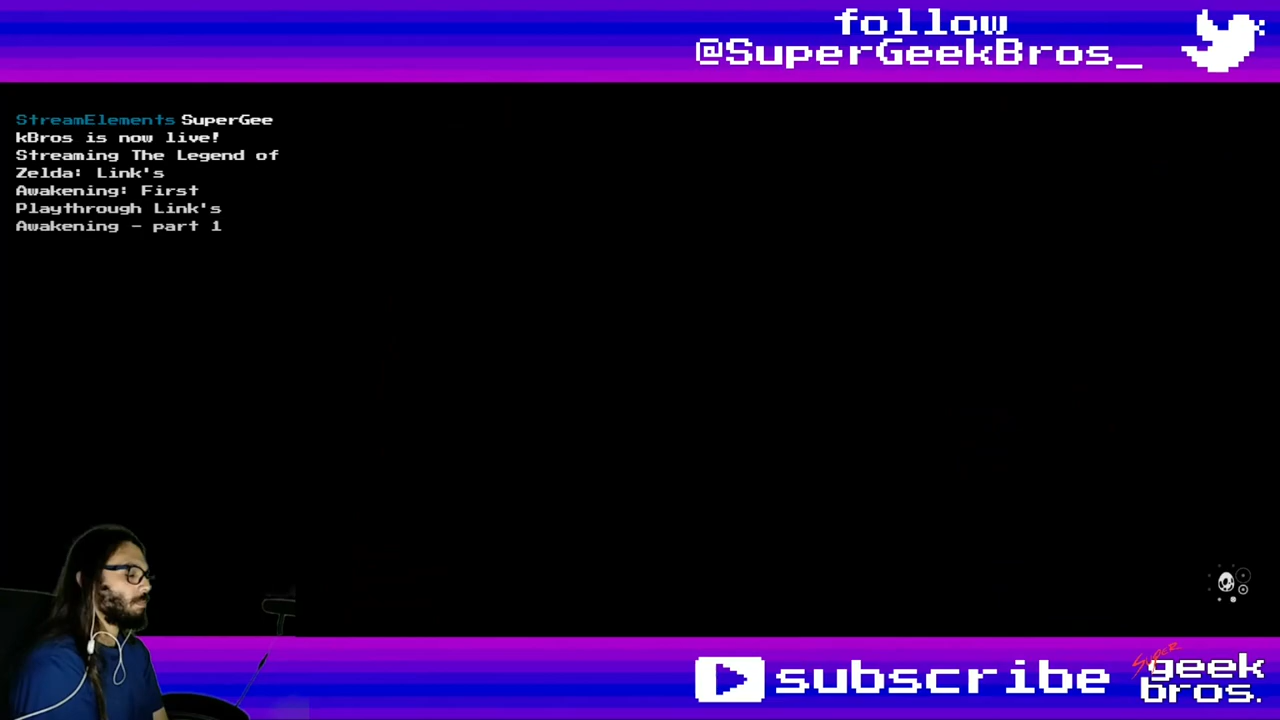 follow
@SuperGeekBros_
StreamElements SuperGee
kBros is now live!
Streaming The Legend of
Zelda: Link's
Awakening: First
Playthrough Link's
Awakening - part 1
subscribe
Super
geek
bros.